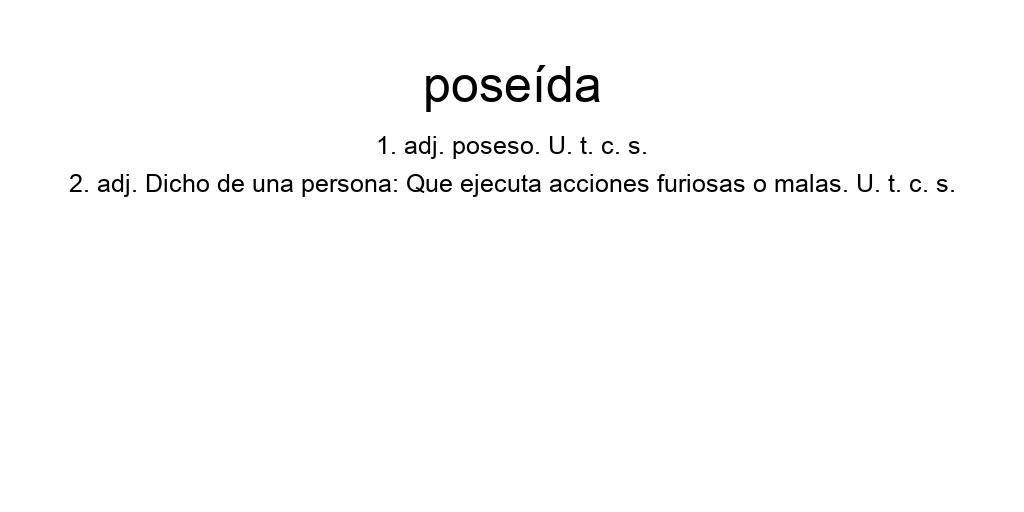 poseída
1. adj. poseso. U. t. c. s.
2. adj. Dicho de una persona: Que ejecuta acciones furiosas o malas. U. t. c. s.